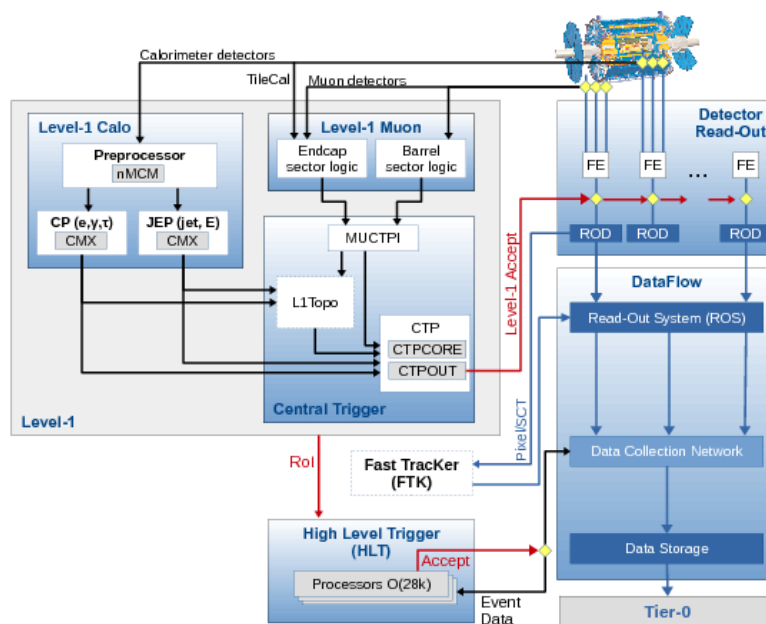 Calorimeter detectors
TileCal
Muon detectors
Level-1 Calo
Preprocessor
nMCM
CP (e,γ,τ)
CMX
JEP (jet, E)
CMX
Level-1 Muon
Endcap
sector logic
Barrel
sector logic
MUCTPI
L1Topo
CTP
CTPCORE
CTPOUT
Central Trigger
Level-1
Level-1 Accept
Detector
Read-Out
FE
FE
...
FE
ROD
ROD
ROD
DataFlow
Read-Out System (ROS)
Pixel/SCT
Data Collection Network
Data Storage
Tier-0
RoI
Fast TracKer
(FTK)
High Level Trigger
(HLT)
Accept
Processors O(28k)
Event
Data